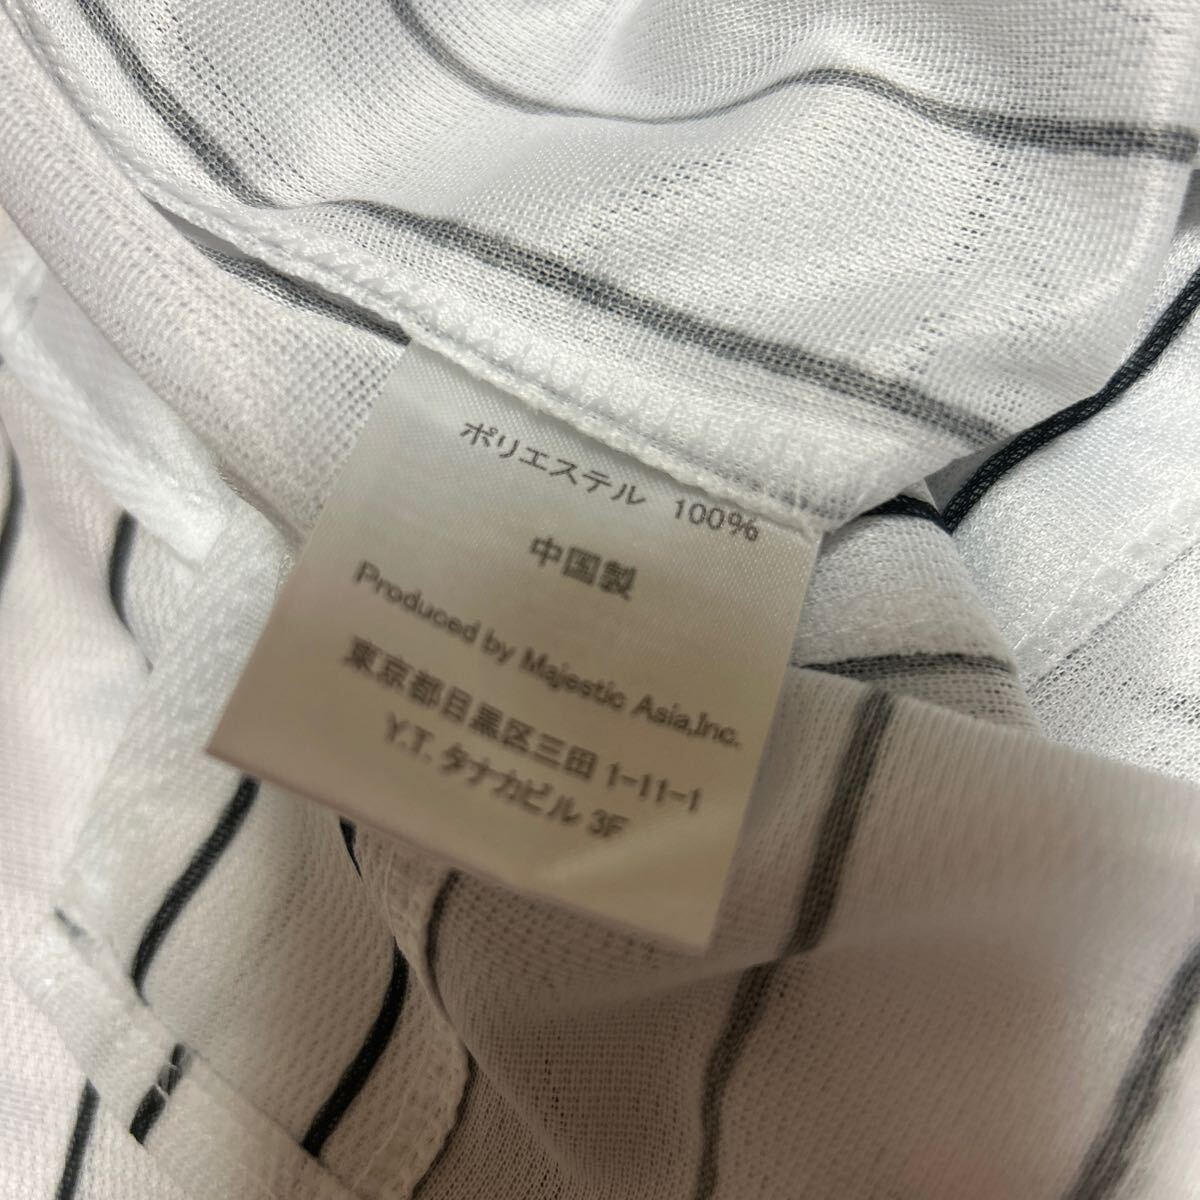 ポリエステル 100%
中国製
Produced by Majestic Asia,Inc.
東京都目黒区三田 1-11-1
Y.T. タナカビル 3F